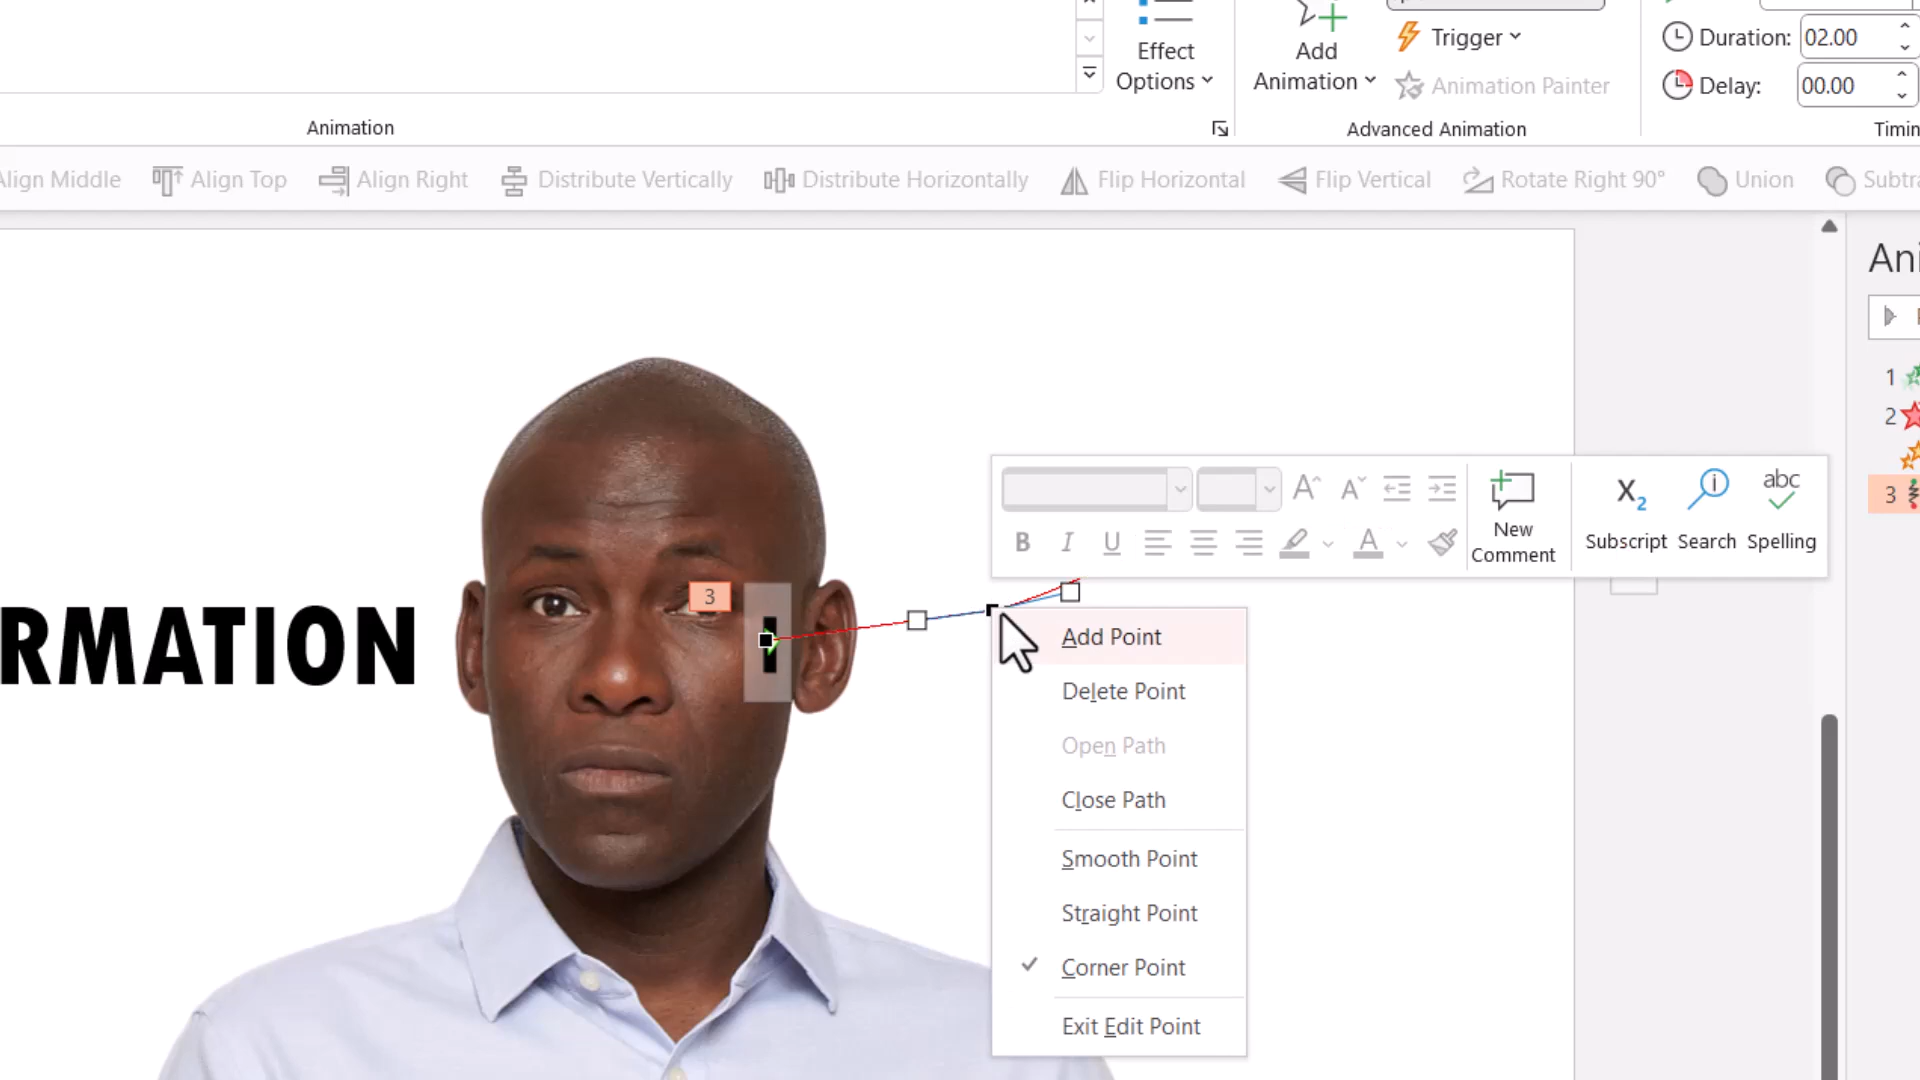 Effect
Options
Add
Animation
Trigger
Animation Painter
Duration: 02.00
Delay: 00.00
Animation
Advanced Animation
Timin
Align Middle
Align Top
Align Right
Distribute Vertically
Distribute Horizontally
Flip Horizontal
Flip Vertical
Rotate Right 90°
Union
Subtra
Ani
1
2
3
A A
New
Comment
X2
Subscript
Search
abc
Spelling
B I U A
3
RMATION
Add Point
Delete Point
Open Path
Close Path
Smooth Point
Straight Point
Corner Point
Exit Edit Point